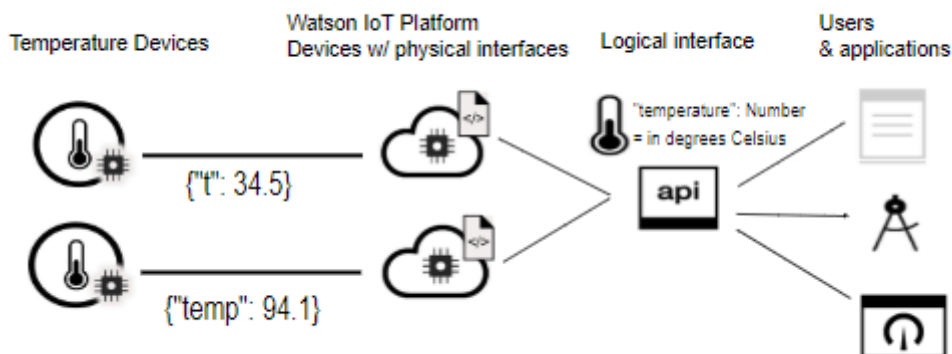 Temperature Devices
Watson IoT Platform
Devices w/ physical interfaces
Logical interface
Users
& applications
"temperature": Number
= in degrees Celsius
{"t": 34.5}
{"temp": 94.1}
</>
</>
api